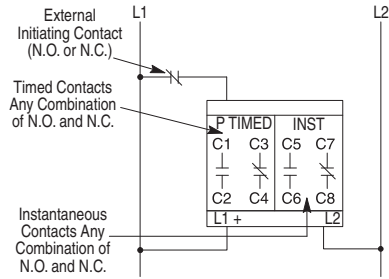 L1
L2
External
Initiating Contact
(N.O. or N.C.)
Timed Contacts
Any Combination
of N.O. and N.C.
P TIMED INST
C1 C3 C5 C7
C2 C4 C6 C8
L1 + L2
Instantaneous
Contacts Any
Combination of
N.O. and N.C.